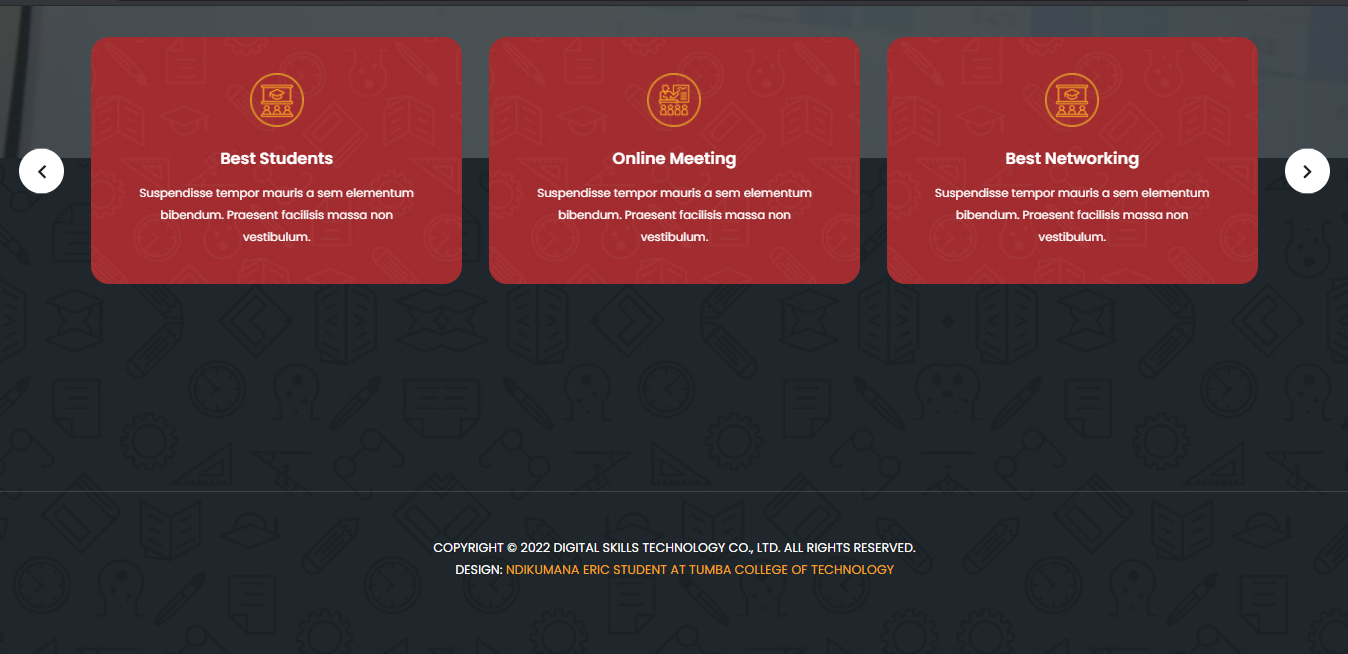 Best Students
Suspendisse tempor mauris a sem elementum
bibendum. Praesent facilisis massa non
vestibulum.
Online Meeting
Suspendisse tempor mauris a sem elementum
bibendum. Praesent facilisis massa non
vestibulum.
Best Networking
Suspendisse tempor mauris a sem elementum
bibendum. Praesent facilisis massa non
vestibulum.
COPYRIGHT © 2022 DIGITAL SKILLS TECHNOLOGY CO., LTD. ALL RIGHTS RESERVED.
DESIGN: NDIKUMANA ERIC STUDENT AT TUMBA COLLEGE OF TECHNOLOGY